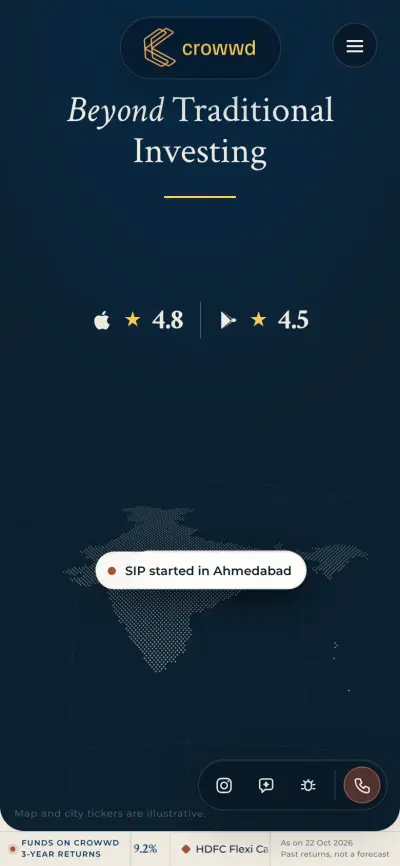 crowwd
Beyond Traditional
Investing
4.8
4.5
SIP started in Ahmedabad
Map and city tickers are illustrative.
FUNDS ON CROWWD
3-YEAR RETURNS
9.2%
HDFC Flexi Ca
As on 22 Oct 2026
Past returns, not a forecast